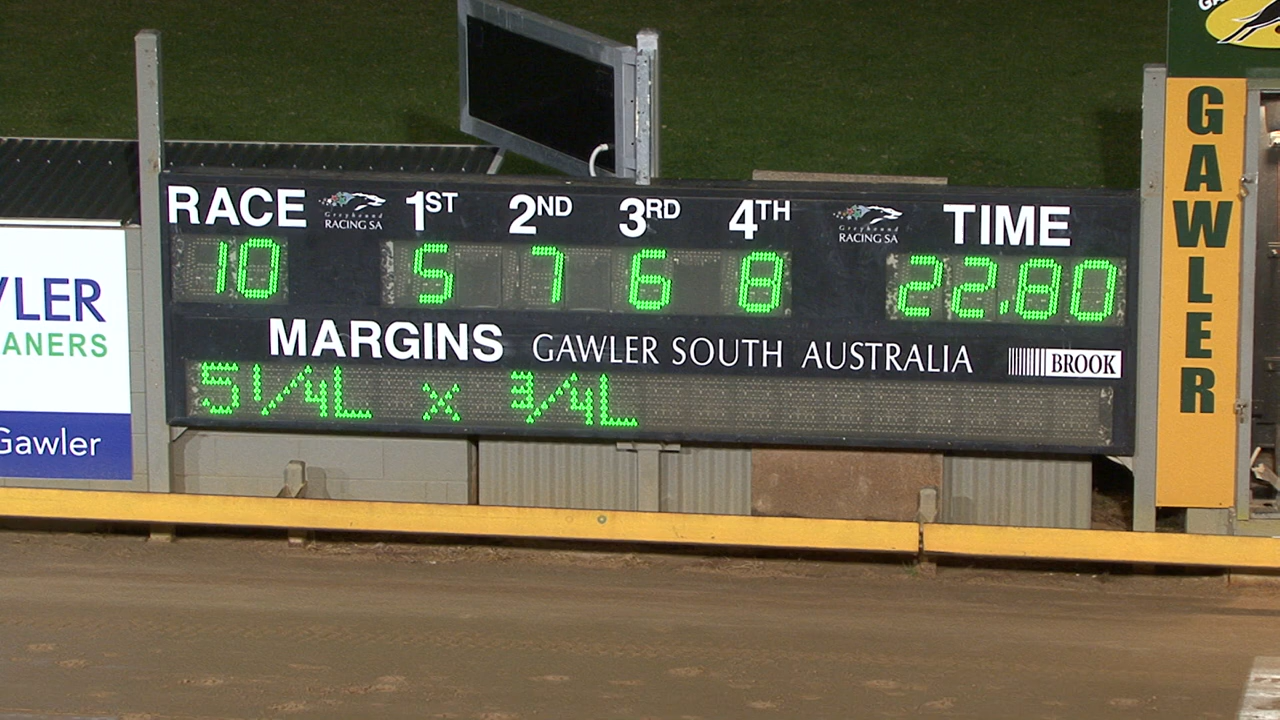 RACE Greyhound RACING SA 1ST 2ND 3RD 4TH Greyhound RACING SA TIME
10 5 7 6 8 22.80
MARGINS GAWLER SOUTH AUSTRALIA BROOK
5 1/4L x 3/4L
VLER
ANERS
Gawler
GAWLER